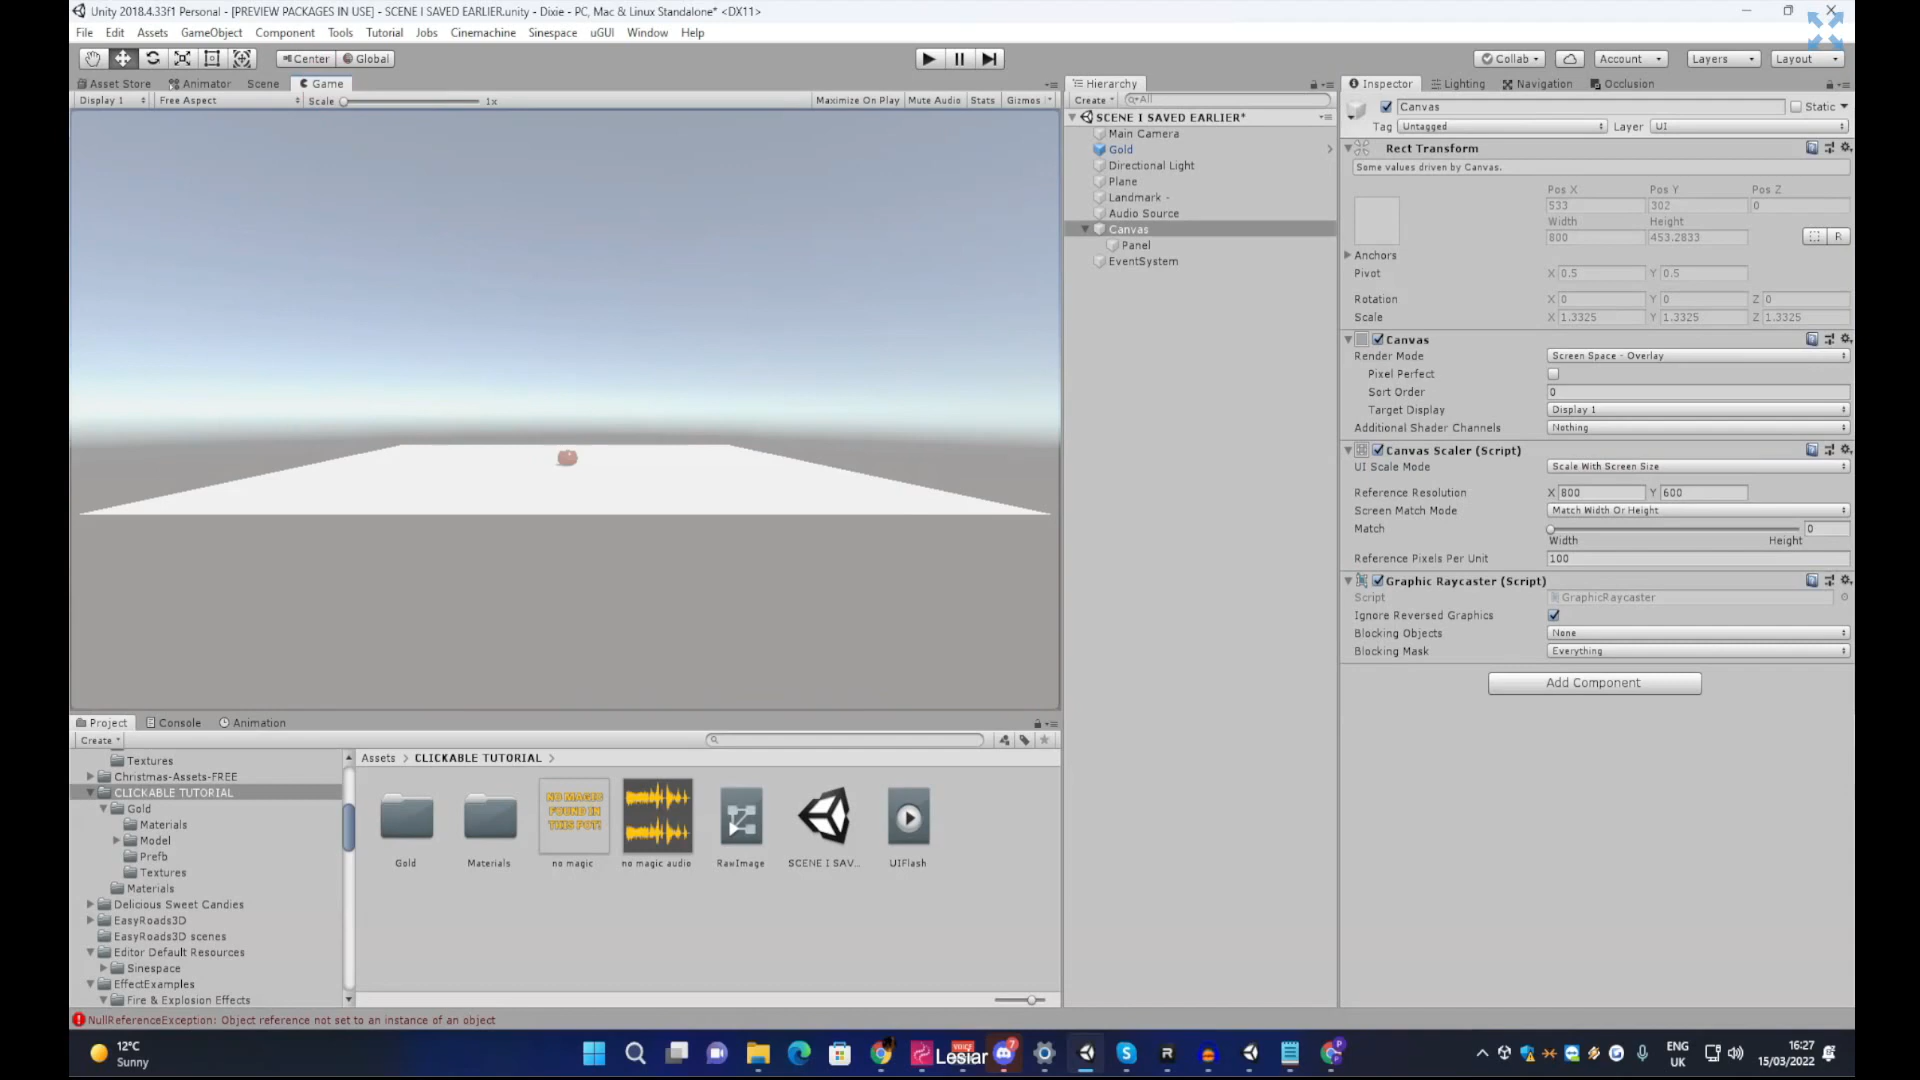 Unity 2018.4.33f1 Personal - [PREVIEW PACKAGES IN USE] - SCENE I SAVED EARLIER.unity - Dixie - PC, Mac & Linux Standalone* <DX11>
File Edit Assets GameObject Component Tools Tutorial Jobs Cinemachine Sinespace uGUI Window Help
Center Global Collab Account Layers Layout
Asset Store Animator Scene Game
Display 1 Free Aspect Scale 1x Maximize On Play Mute Audio Stats Gizmos
Hierarchy
Create All
SCENE I SAVED EARLIER*
Main Camera
Gold
Directional Light
Plane
Landmark -
Audio Source
Canvas
Panel
EventSystem
Inspector Lighting Navigation Occlusion
Canvas Static
Tag Untagged Layer UI
Rect Transform
Some values driven by Canvas.
Pos X Pos Y Pos Z
533 302 0
Width Height
800 453.2833 R
Anchors
Pivot X 0.5 Y 0.5
Rotation X 0 Y 0 Z 0
Scale X 1.3325 Y 1.3325 Z 1.3325
Canvas
Render Mode Screen Space - Overlay
Pixel Perfect
Sort Order 0
Target Display Display 1
Additional Shader Channels Nothing
Canvas Scaler (Script)
UI Scale Mode Scale With Screen Size
Reference Resolution X 800 Y 600
Screen Match Mode Match Width Or Height
Match 0
Width Height
Reference Pixels Per Unit 100
Graphic Raycaster (Script)
Script GraphicRaycaster
Ignore Reversed Graphics
Blocking Objects None
Blocking Mask Everything
Add Component
Project Console Animation
Create
Textures
Christmas-Assets-FREE
CLICKABLE TUTORIAL
Gold
Materials
Model
Prefb
Textures
Materials
Delicious Sweet Candies
EasyRoads3D
EasyRoads3D scenes
Editor Default Resources
Sinespace
EffectExamples
Fire & Explosion Effects
Assets > CLICKABLE TUTORIAL >
NO MAGIC
FOUND IN
THIS POT!
Gold Materials no magic no magic audio RawImage SCENE I SAV... UIFlash
NullReferenceException: Object reference not set to an instance of an object
12°C
Sunny
VOICE
Lesiar
7
ENG
UK
16:27
15/03/2022